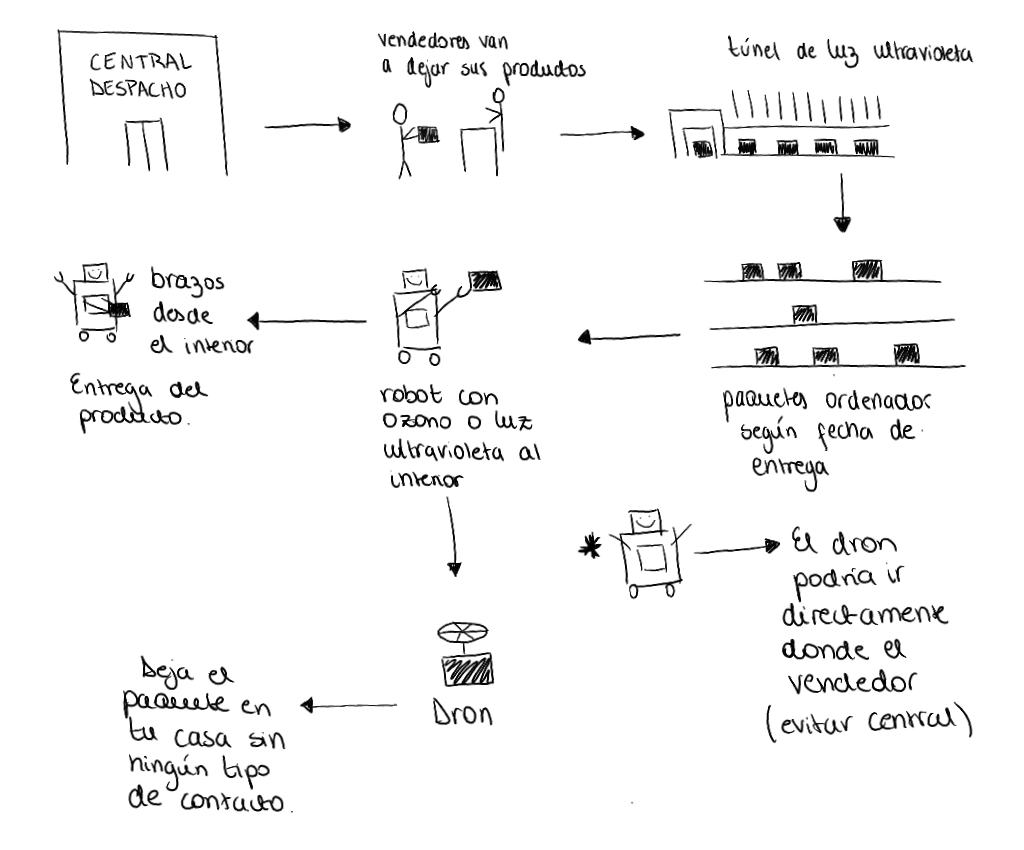 CENTRAL
DESPACHO
vendedores van
a dejar sus productos
túnel de luz ultravioleta
paquetes ordenados
según fecha de
entrega
robot con
ozono o luz
ultravioleta al
interior
brazos
desde
el interior
Entrega del
producto.
Dron
Deja el
paquete en
tu casa sin
ningún tipo
de contacto.
* El dron
podría ir
directamente
donde el
vendedor
(evitar central)